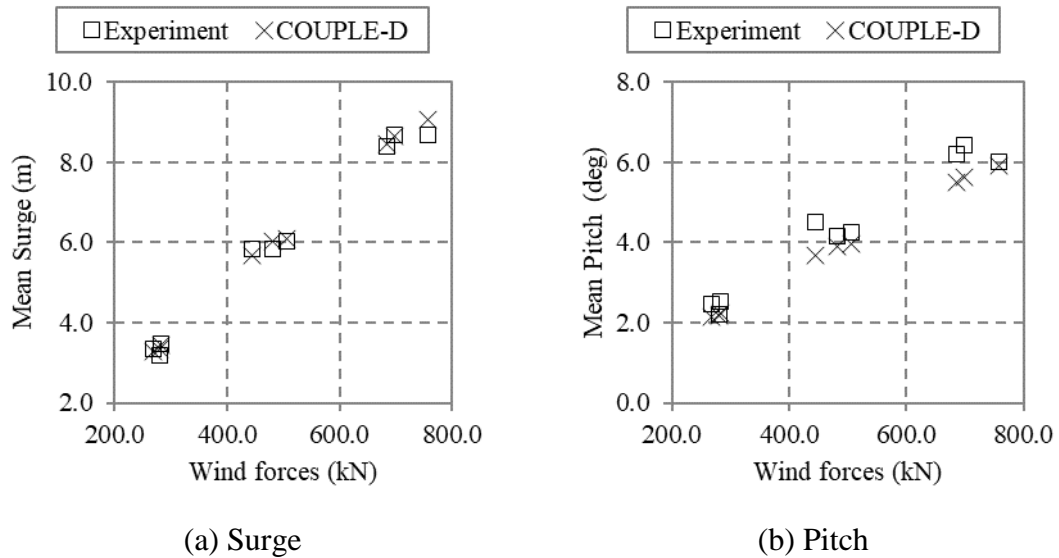 Experiment COUPLE-D
10.0
8.0
6.0
4.0
2.0
200.0 400.0 600.0 800.0
Mean Surge (m)
Wind forces (kN)
(a) Surge
Experiment COUPLE-D
8.0
6.0
4.0
2.0
0.0
200.0 400.0 600.0 800.0
Mean Pitch (deg)
Wind forces (kN)
(b) Pitch